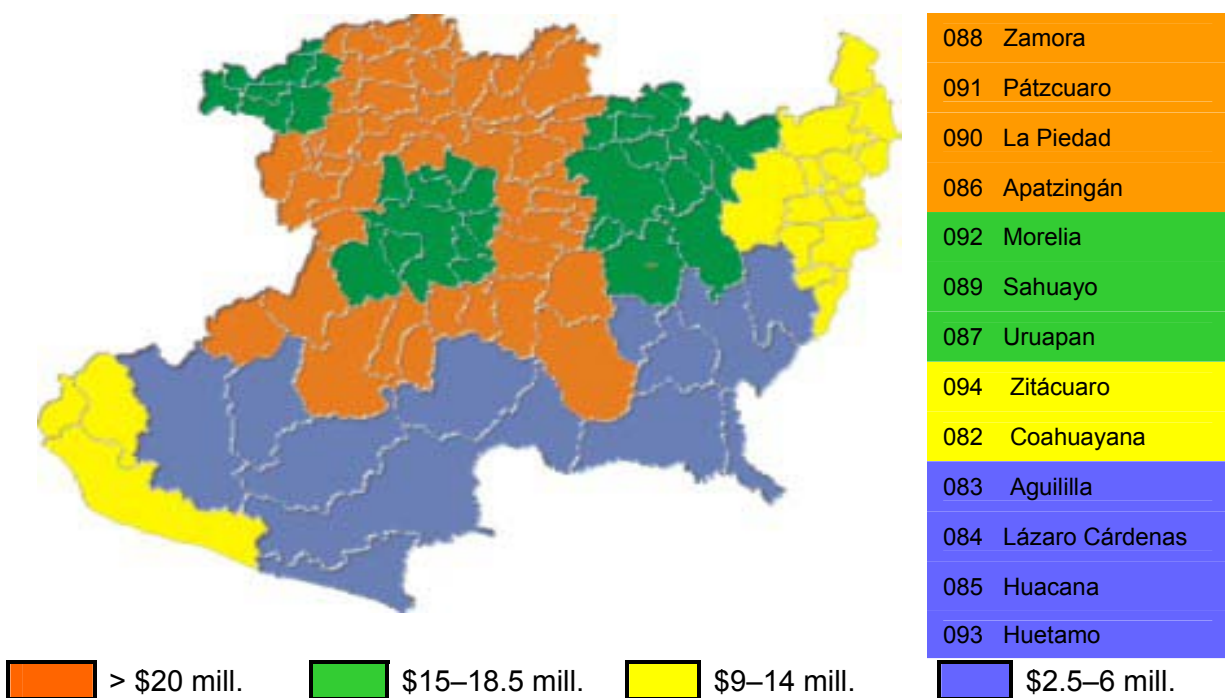 088 Zamora
091 Pátzcuaro
090 La Piedad
086 Apatzingán
092 Morelia
089 Sahuayo
087 Uruapan
094 Zitácuaro
082 Coahuayana
083 Aguililla
084 Lázaro Cárdenas
085 Huacana
093 Huetamo
> $20 mill. $15–18.5 mill. $9–14 mill. $2.5–6 mill.